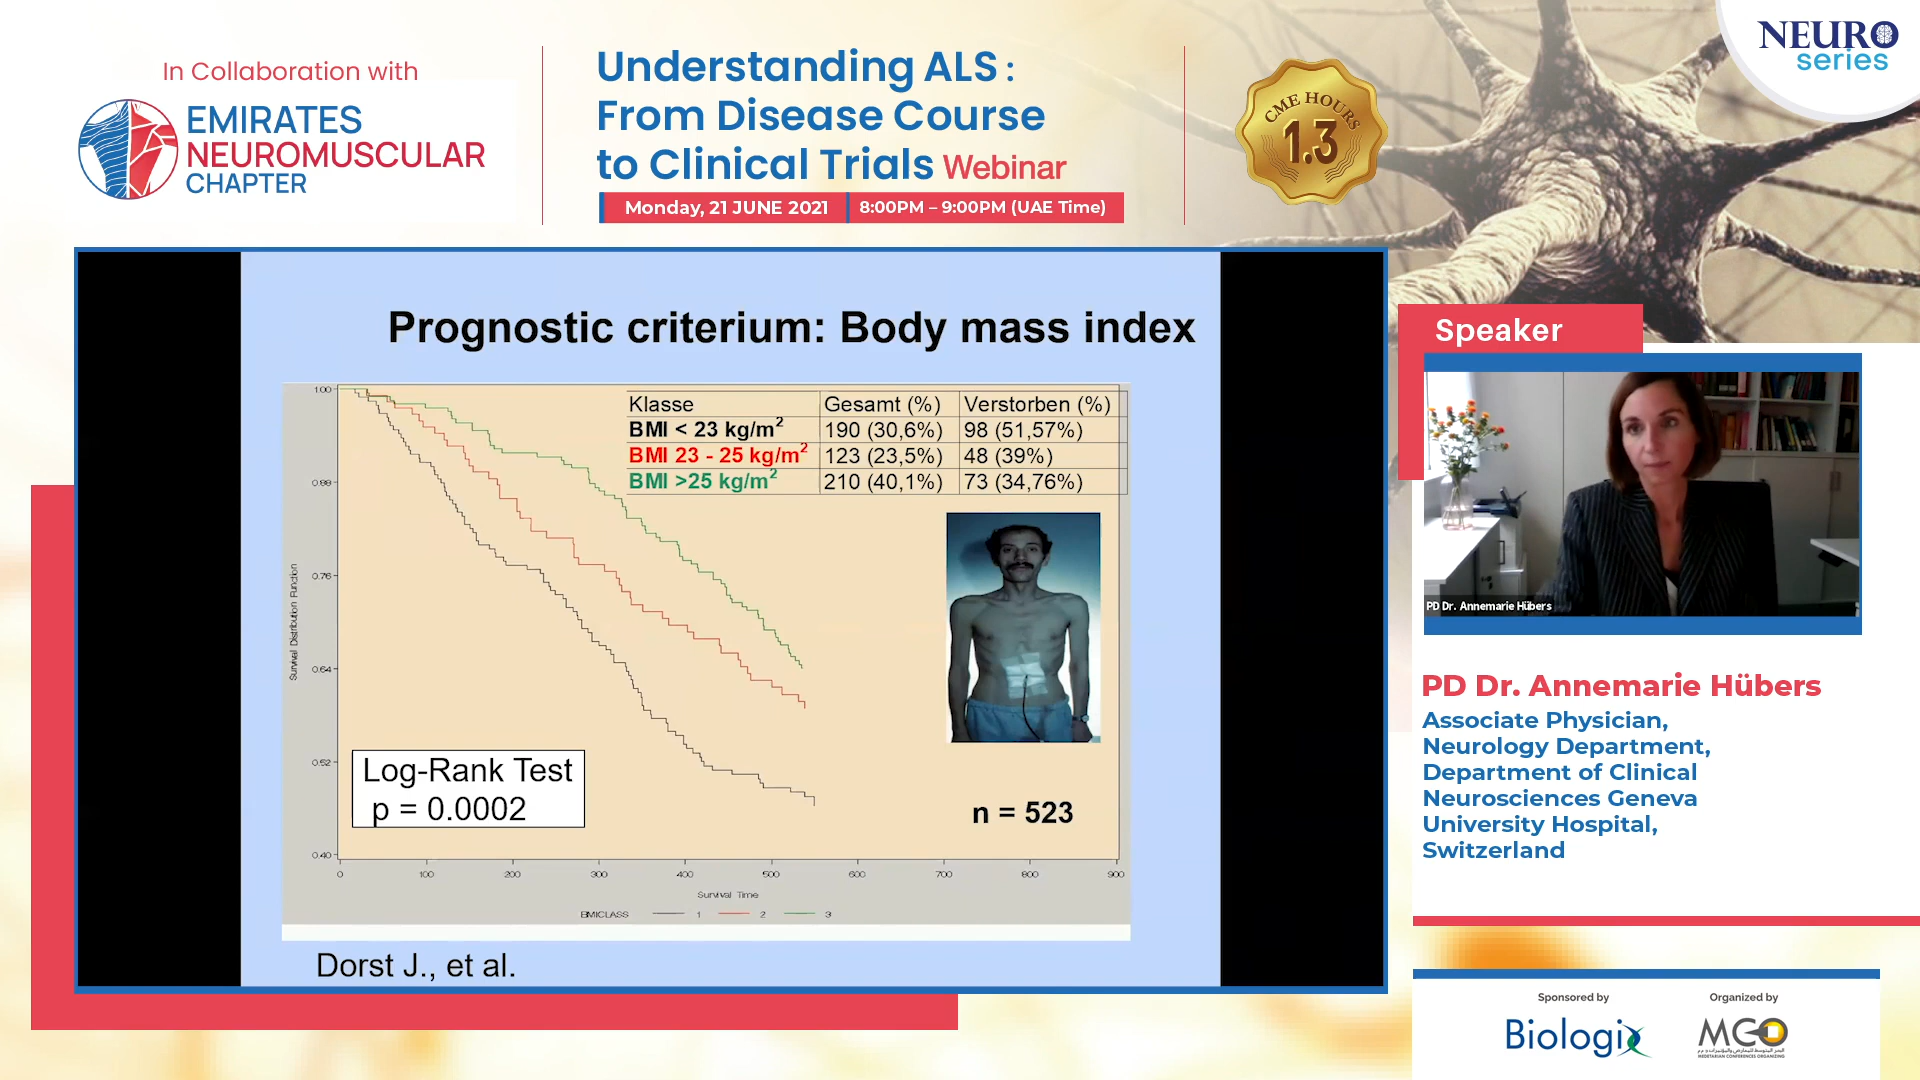 In Collaboration with
EMIRATES
NEUROMUSCULAR
CHAPTER
Understanding ALS :
From Disease Course
to Clinical Trials Webinar
Monday, 21 JUNE 2021
8:00PM – 9:00PM (UAE Time)
CME HOURS
1.3
NEURO
series
Prognostic criterium: Body mass index
Klasse Gesamt (%) Verstorben (%)
BMI < 23 kg/m² 190 (30,6%) 98 (51,57%)
BMI 23 - 25 kg/m² 123 (23,5%) 48 (39%)
BMI >25 kg/m² 210 (40,1%) 73 (34,76%)
1.00
0.88
0.76
0.64
0.52
0.40
Survival Distribution Function
Log-Rank Test
p = 0.0002
n = 523
0 100 200 300 400 500 600 700 800 900
Survival Time
BMICLASS 1 2 3
Dorst J., et al.
Speaker
PD Dr. Annemarie Hübers
PD Dr. Annemarie Hübers
Associate Physician,
Neurology Department,
Department of Clinical
Neurosciences Geneva
University Hospital,
Switzerland
Sponsored by
Biologix
Organized by
MCO